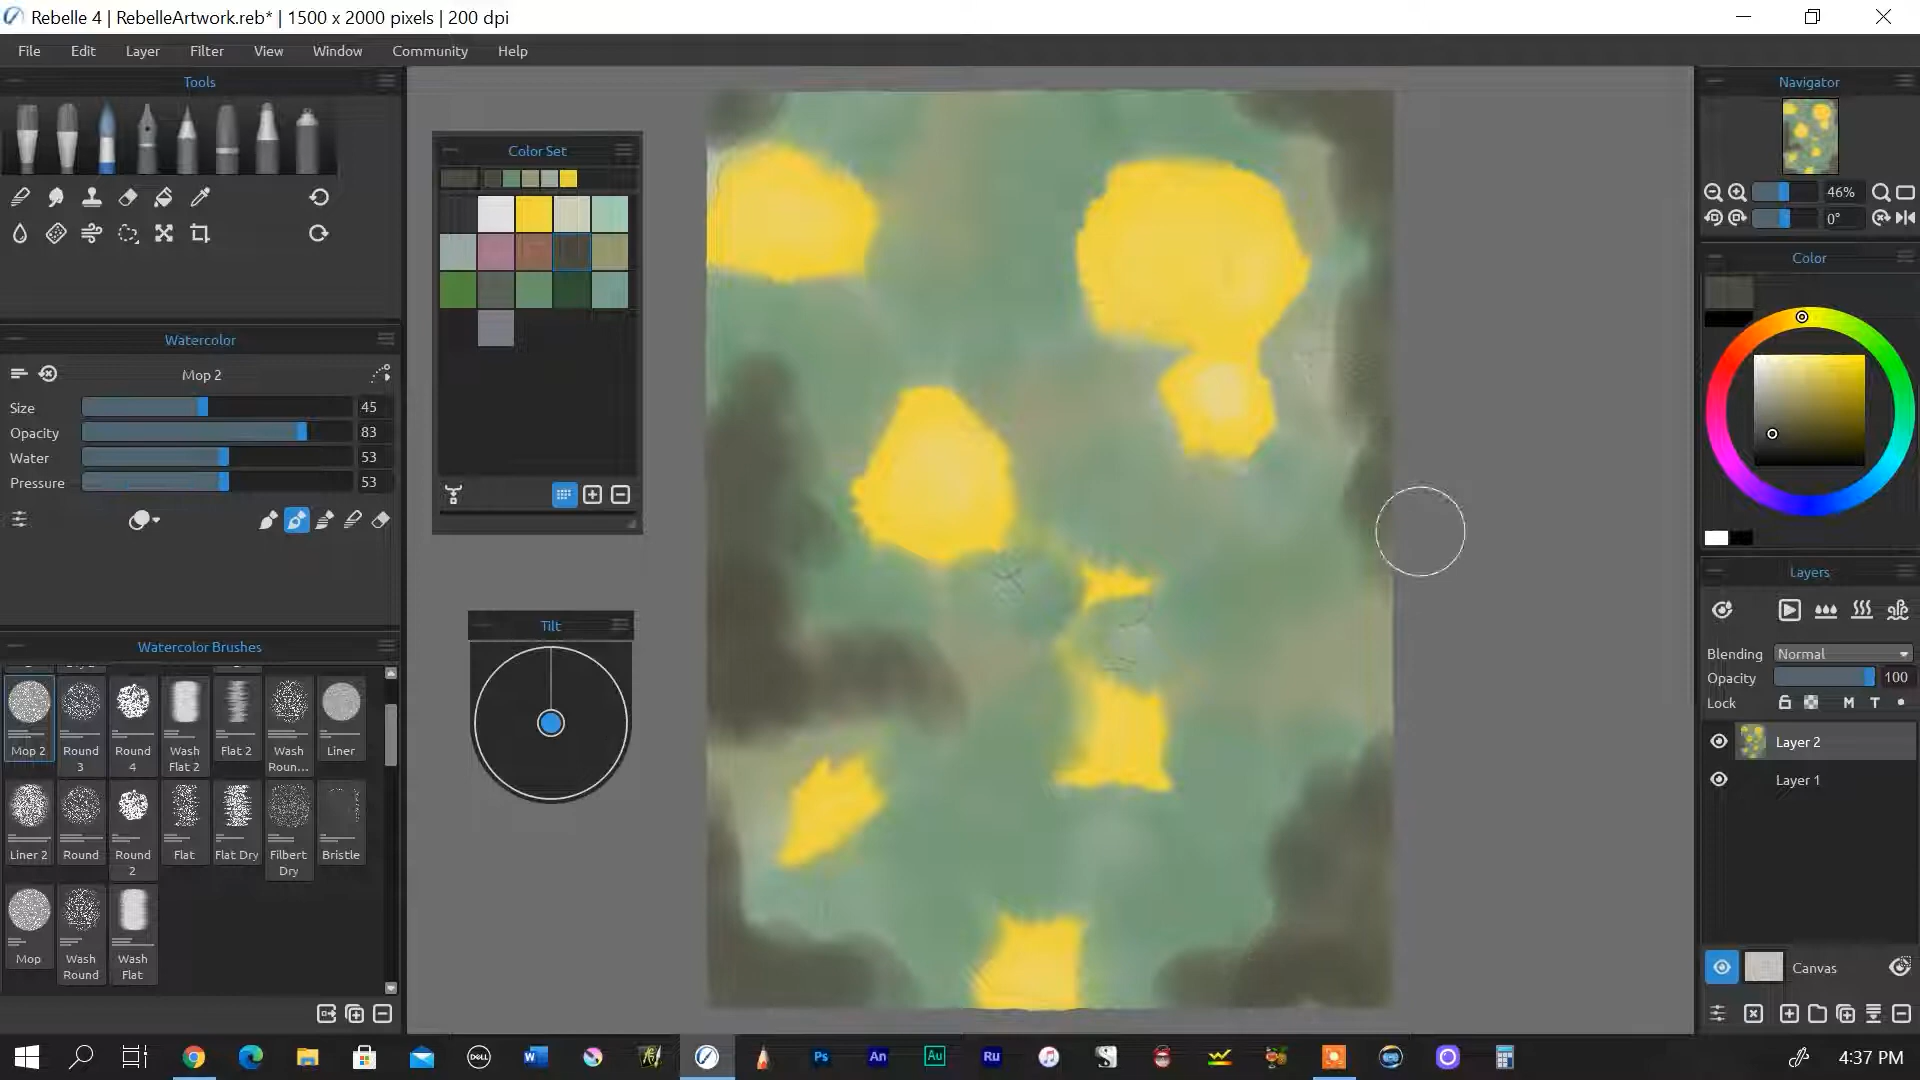 Rebelle 4 | RebelleArtwork.reb* | 1500 x 2000 pixels | 200 dpi
File Edit Layer Filter View Window Community Help
Tools
Watercolor
Mop 2
Size 45
Opacity 83
Water 53
Pressure 53
Watercolor Brushes
Mop 2 Round 3 Round 4 Wash Flat 2 Flat 2 Wash Roun... Liner
Liner 2 Round Round 2 Flat Flat Dry Filbert Dry Bristle
Mop Wash Round Wash Flat
Color Set
Tilt
Navigator
46%
0°
Color
Layers
Blending Normal
Opacity 100
Lock M T
Layer 2
Layer 1
Canvas
DELL W Ps An Au Ru S
4:37 PM